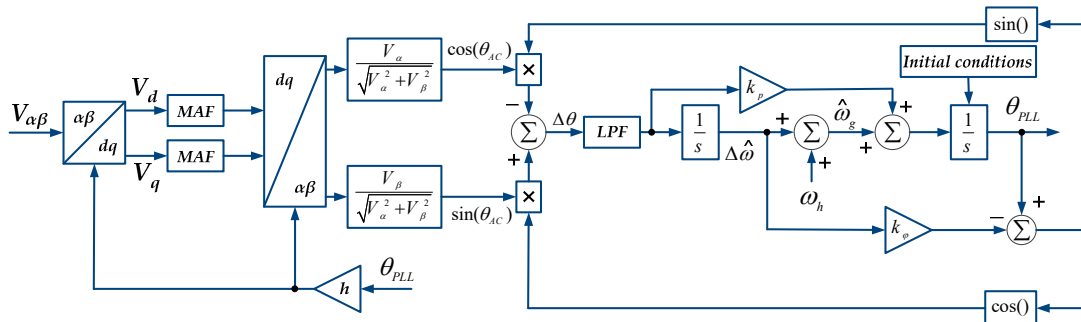 sin()
V_α / √(V_α² + V_β²)
cos(θ_AC)
×
Initial conditions
dq
k_p
V_αβ
αβ
V_d
MAF
−
Σ
Δθ
LPF
1/s
+
Σ
ω̂_g
+
Σ
1/s
θ_PLL
dq
V_q
MAF
+
Δω̂
+
+
αβ
V_β / √(V_α² + V_β²)
×
sin(θ_AC)
ω_h
k_φ
−
+
Σ
h
θ_PLL
cos()